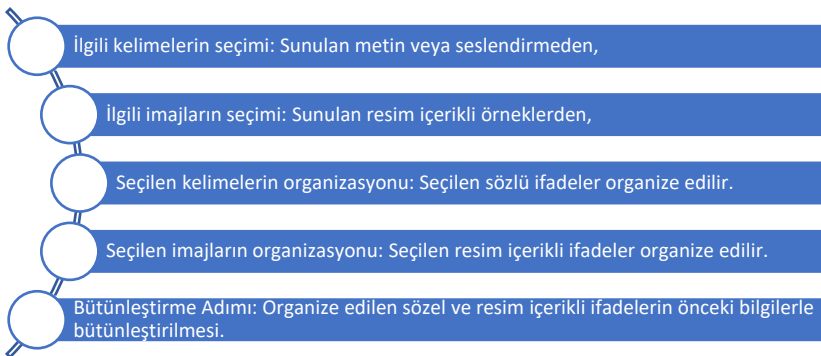 İlgili kelimelerin seçimi: Sunulan metin veya seslendirmeden,
İlgili imajların seçimi: Sunulan resim içerikli örneklerden,
Seçilen kelimelerin organizasyonu: Seçilen sözlü ifadeler organize edilir.
Seçilen imajların organizasyonu: Seçilen resim içerikli ifadeler organize edilir.
Bütünleştirme Adımı: Organize edilen sözel ve resim içerikli ifadelerin önceki bilgilerle
bütünleştirilmesi.